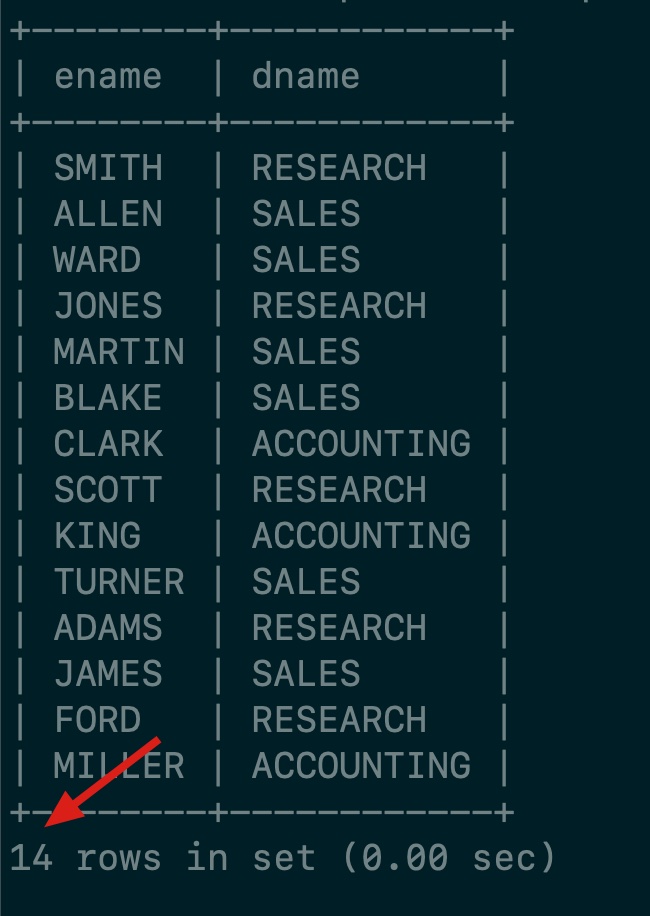 +--------+------------+
| ename  | dname      |
+--------+------------+
| SMITH  | RESEARCH   |
| ALLEN  | SALES      |
| WARD   | SALES      |
| JONES  | RESEARCH   |
| MARTIN | SALES      |
| BLAKE  | SALES      |
| CLARK  | ACCOUNTING |
| SCOTT  | RESEARCH   |
| KING   | ACCOUNTING |
| TURNER | SALES      |
| ADAMS  | RESEARCH   |
| JAMES  | SALES      |
| FORD   | RESEARCH   |
| MILLER | ACCOUNTING |
+--------+------------+
14 rows in set (0.00 sec)